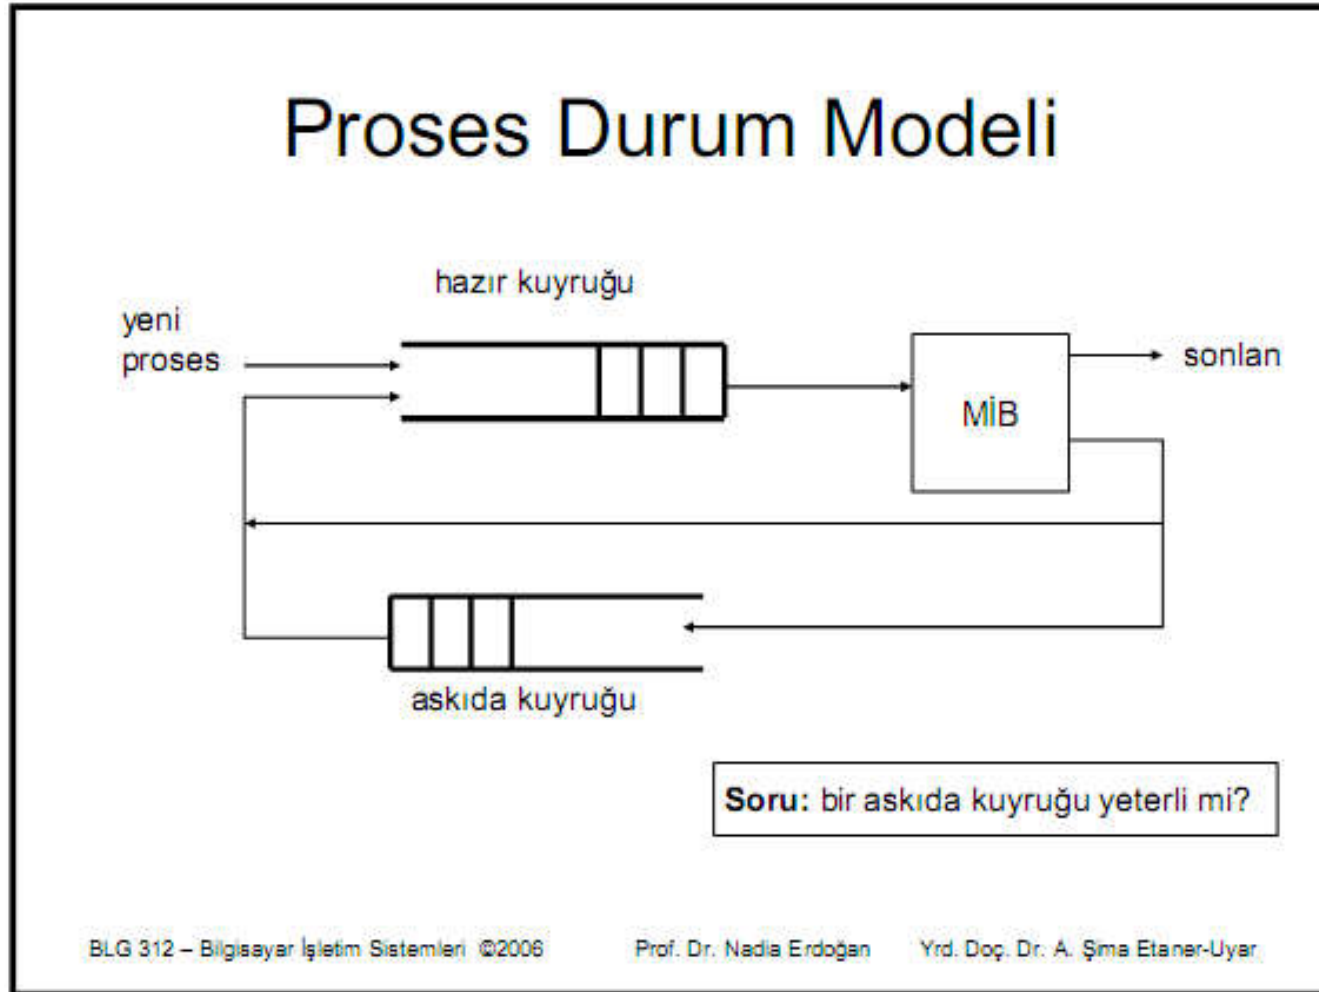 Proses Durum Modeli
hazır kuyruğu
yeni
proses
sonlan
MİB
askıda kuyruğu
Soru: bir askıda kuyruğu yeterli mi?
BLG 312 – Bilgisayar İşletim Sistemleri ©2006 Prof. Dr. Nadia Erdoğan Yrd. Doç. Dr. A. Şima Etaner-Uyar